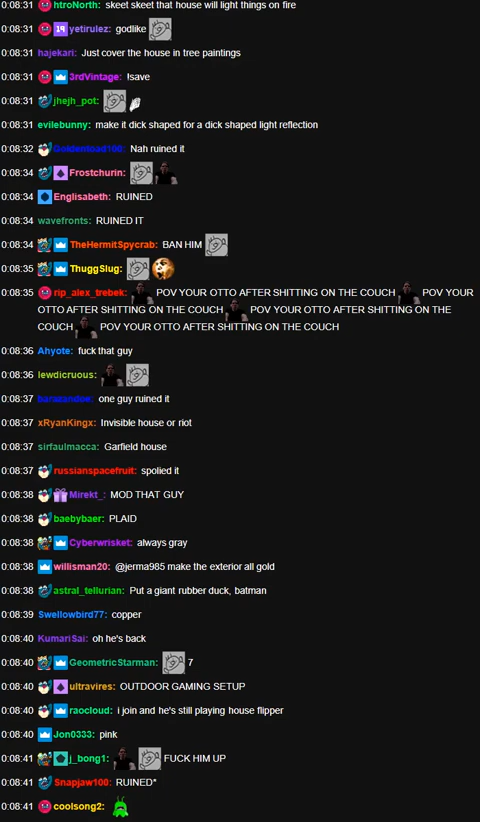 0:08:31 htroNorth: skeet skeet that house will light things on fire
0:08:31 19 yetirulez: godlike
0:08:31 hajekari: Just cover the house in tree paintings
0:08:31 3rdVintage: !save
0:08:31 jhejh_pot:
0:08:31 evilebunny: make it dick shaped for a dick shaped light reflection
0:08:32 Goldentoad100: Nah ruined it
0:08:34 Frostchurin:
0:08:34 Englisabeth: RUINED
0:08:34 wavefronts: RUINED IT
0:08:34 TheHermitSpycrab: BAN HIM
0:08:35 ThuggSlug:
0:08:35 rip_alex_trebek: POV YOUR OTTO AFTER SHITTING ON THE COUCH POV YOUR
OTTO AFTER SHITTING ON THE COUCH POV YOUR OTTO AFTER SHITTING ON THE
COUCH POV YOUR OTTO AFTER SHITTING ON THE COUCH
0:08:36 Ahyote: fuck that guy
0:08:36 lewdicruous:
0:08:37 one guy ruined it
0:08:37 xRyanKingx: Invisible house or riot
0:08:37 sirfaulmacca: Garfield house
0:08:37 russianspacefruit: spolied it
0:08:38 Mirekt_: MOD THAT GUY
0:08:38 baebybaer: PLAID
0:08:38 Cyberwrisket: always gray
0:08:38 willisman20: @jerma985 make the exterior all gold
0:08:38 astral_tellurian: Put a giant rubber duck, batman
0:08:39 Swellowbird77: copper
0:08:40 KumariSai: oh he's back
0:08:40 GeometricStarman: 7
0:08:40 ultravires: OUTDOOR GAMING SETUP
0:08:40 raocloud: i join and he's still playing house flipper
0:08:40 Jon0333: pink
0:08:41 j_bong1: FUCK HIM UP
0:08:41 Snapjaw100: RUINED*
0:08:41 coolsong2: